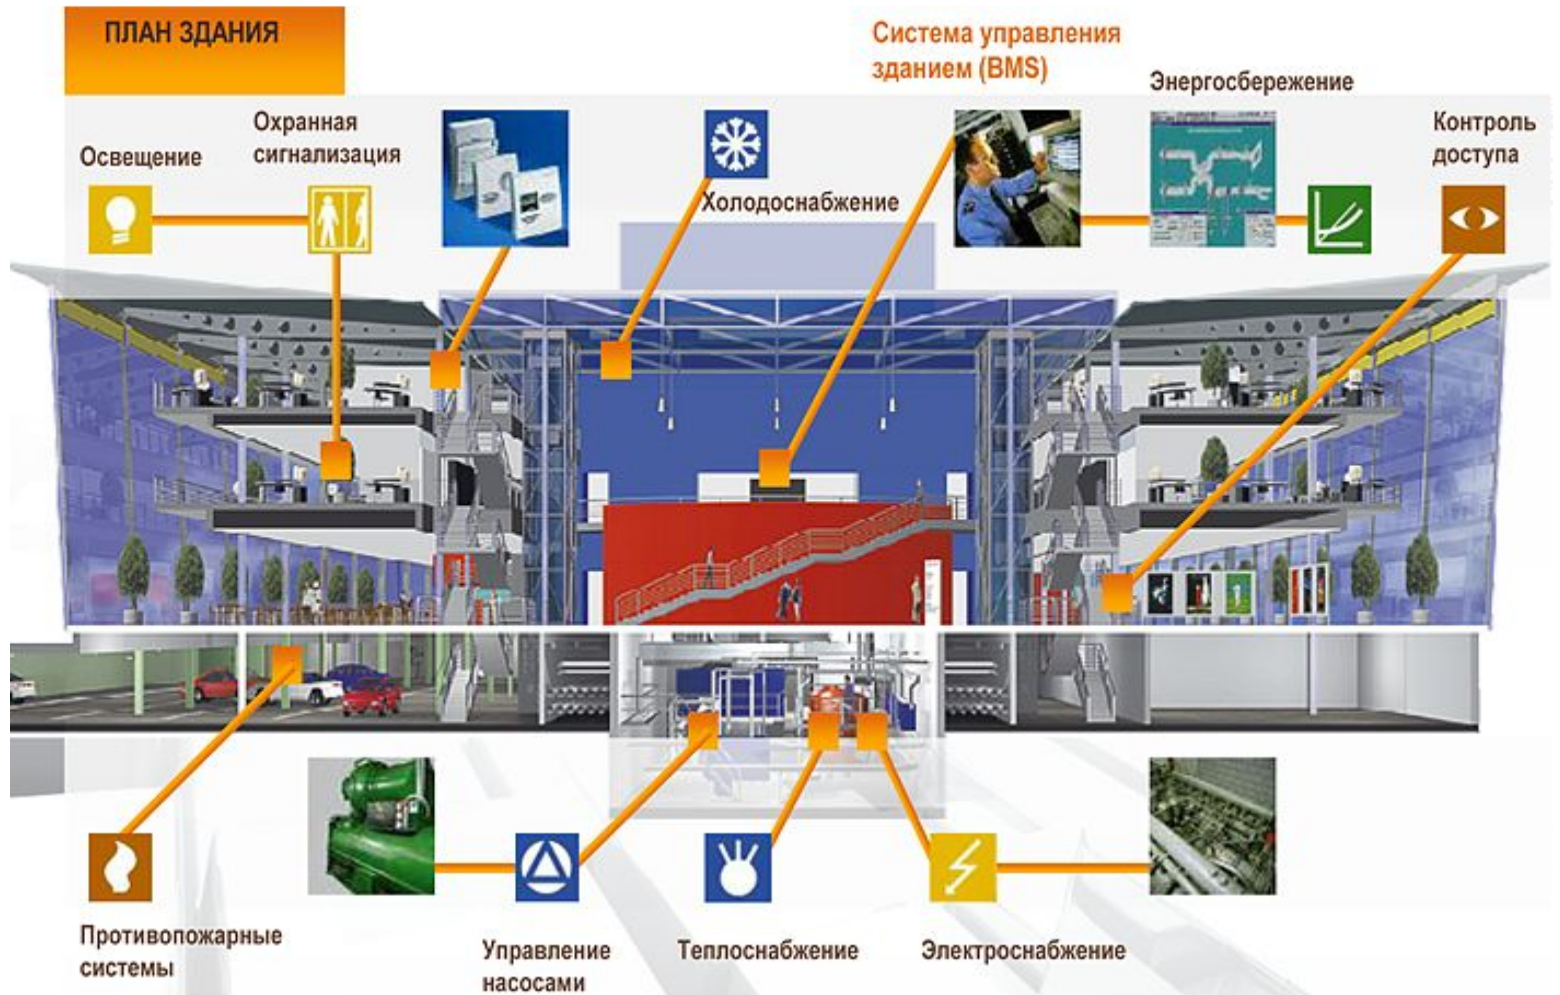 ПЛАН ЗДАНИЯ
Система управления
зданием (BMS)
Энергосбережение
Охранная
сигнализация
Освещение
Контроль
доступа
Холодоснабжение
Противопожарные
системы
Управление
насосами
Теплоснабжение
Электроснабжение